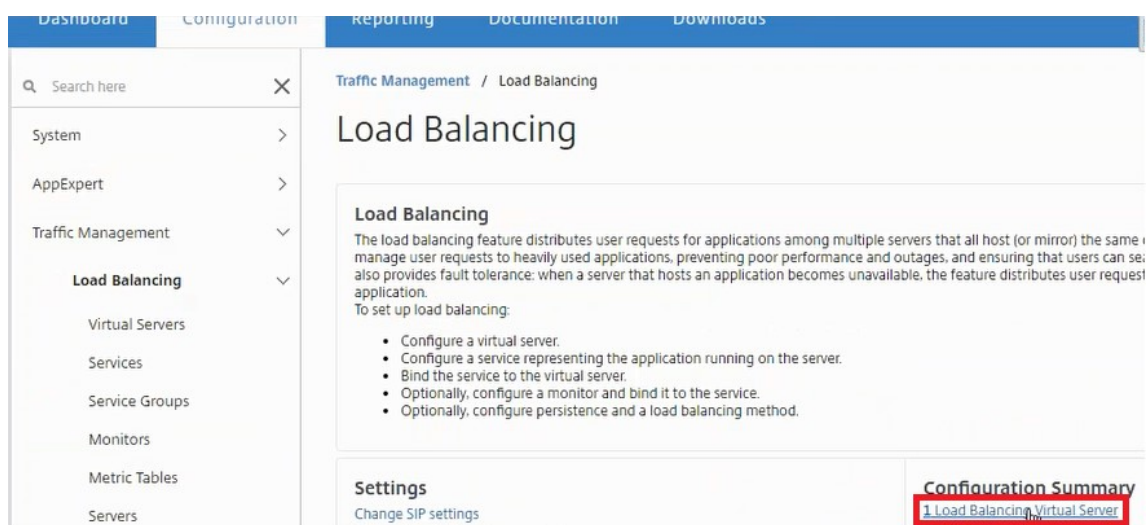 Dashboard Configuration Reporting Documentation Downloads
Search here
System
AppExpert
Traffic Management
Load Balancing
Virtual Servers
Services
Service Groups
Monitors
Metric Tables
Servers
Traffic Management / Load Balancing
Load Balancing
Load Balancing
The load balancing feature distributes user requests for applications among multiple servers that all host (or mirror) the same
manage user requests to heavily used applications, preventing poor performance and outages, and ensuring that users can
also provides fault tolerance: when a server that hosts an application becomes unavailable, the feature distributes user
application.
To set up load balancing:
• Configure a virtual server.
• Configure a service representing the application running on the server.
• Bind the service to the virtual server.
• Optionally, configure a monitor and bind it to the service.
• Optionally, configure persistence and a load balancing method.
Settings
Change SIP settings
Configuration Summary
1 Load Balancing Virtual Server